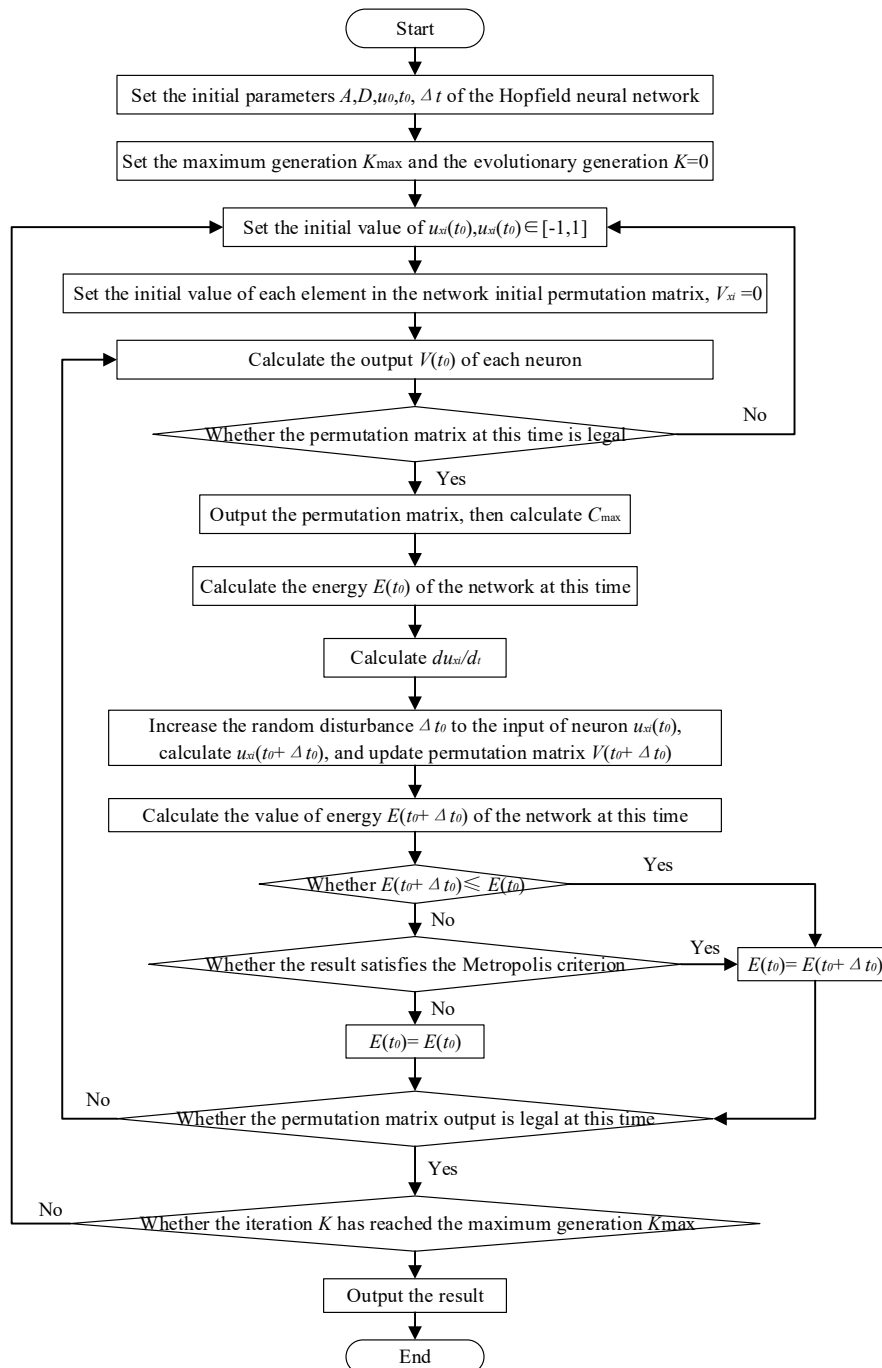 Start
Set the initial parameters A,D,u0,t0, Δt of the Hopfield neural network
Set the maximum generation Kmax and the evolutionary generation K=0
Set the initial value of uxi(t0),uxi(t0)∈[-1,1]
Set the initial value of each element in the network initial permutation matrix, Vxi =0
Calculate the output V(t0) of each neuron
No
Whether the permutation matrix at this time is legal
Yes
Output the permutation matrix, then calculate Cmax
Calculate the energy E(t0) of the network at this time
Calculate duxi/dt
Increase the random disturbance Δt0 to the input of neuron uxi(t0),
calculate uxi(t0+Δt0), and update permutation matrix V(t0+Δt0)
Calculate the value of energy E(t0+Δt0) of the network at this time
Yes
Whether E(t0+Δt0)≤ E(t0)
No
Yes
Whether the result satisfies the Metropolis criterion
E(t0)= E(t0+Δt0)
No
E(t0)= E(t0)
No
Whether the permutation matrix output is legal at this time
Yes
No
Whether the iteration K has reached the maximum generation Kmax
Output the result
End